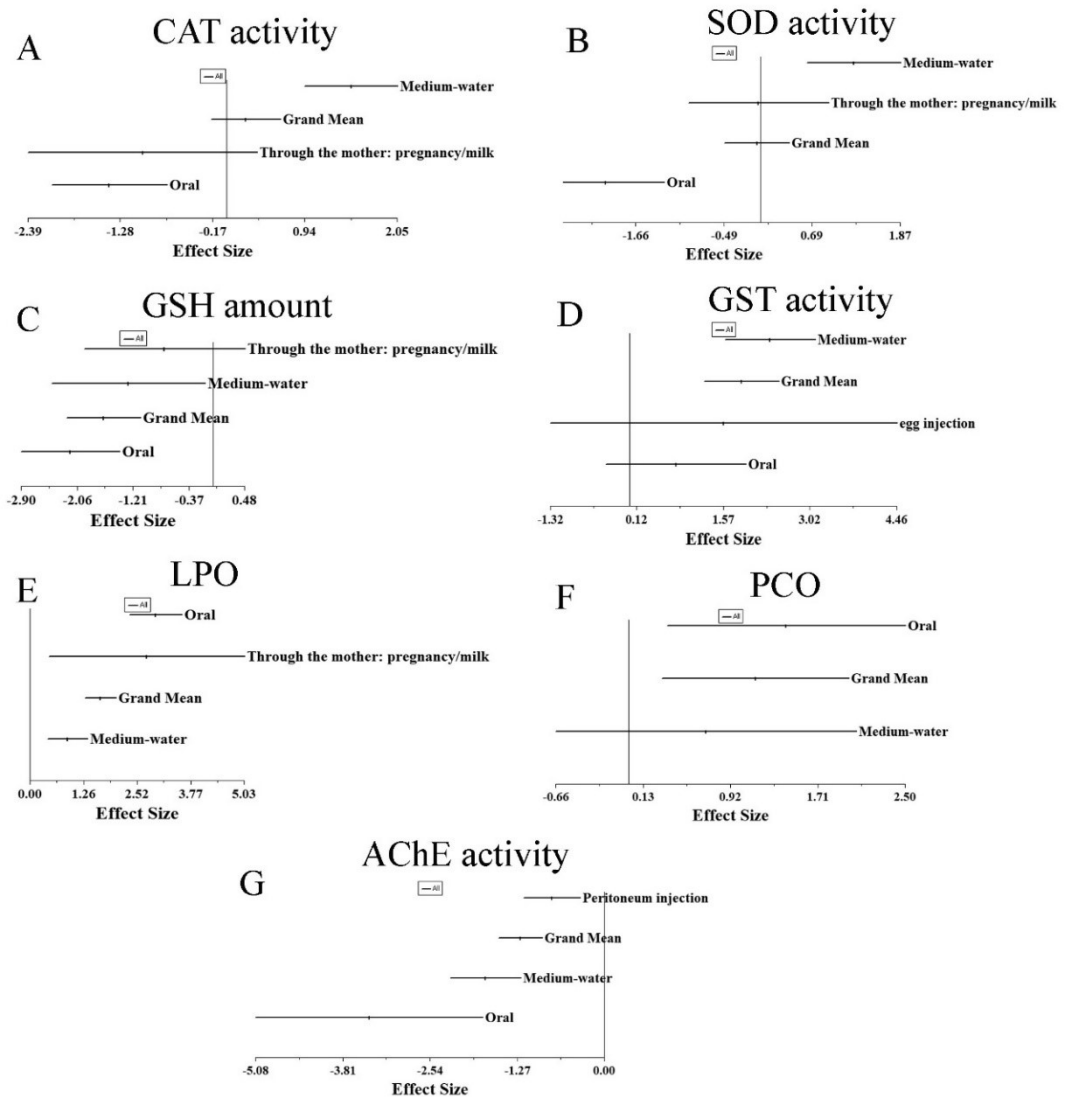 A
CAT activity
All
Medium-water
Grand Mean
Through the mother: pregnancy/milk
Oral
-2.39 -1.28 -0.17 0.94 2.05
Effect Size
B
SOD activity
All
Medium-water
Through the mother: pregnancy/milk
Grand Mean
Oral
-1.66 -0.49 0.69 1.87
Effect Size
C
GSH amount
All
Through the mother: pregnancy/milk
Medium-water
Grand Mean
Oral
-2.90 -2.06 -1.21 -0.37 0.48
Effect Size
D
GST activity
All
Medium-water
Grand Mean
egg injection
Oral
-1.32 0.12 1.57 3.02 4.46
Effect Size
E
LPO
All
Oral
Through the mother: pregnancy/milk
Grand Mean
Medium-water
0.00 1.26 2.52 3.77 5.03
Effect Size
F
PCO
All
Oral
Grand Mean
Medium-water
-0.66 0.13 0.92 1.71 2.50
Effect Size
G
AChE activity
All
Peritoneum injection
Grand Mean
Medium-water
Oral
-5.08 -3.81 -2.54 -1.27 0.00
Effect Size